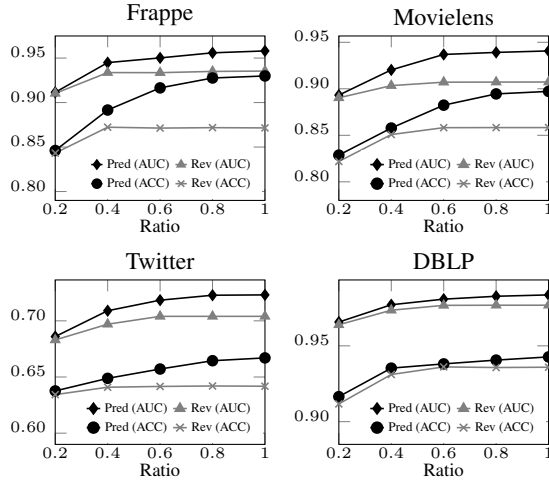 Frappe
0.95
0.90
0.85
0.80
Pred (AUC) Rev (AUC)
Pred (ACC) Rev (ACC)
0.2 0.4 0.6 0.8 1
Ratio
Movielens
0.95
0.90
0.85
0.80
Pred (AUC) Rev (AUC)
Pred (ACC) Rev (ACC)
0.2 0.4 0.6 0.8 1
Ratio
Twitter
0.70
0.65
0.60
Pred (AUC) Rev (AUC)
Pred (ACC) Rev (ACC)
0.2 0.4 0.6 0.8 1
Ratio
DBLP
0.95
0.90
Pred (AUC) Rev (AUC)
Pred (ACC) Rev (ACC)
0.2 0.4 0.6 0.8 1
Ratio